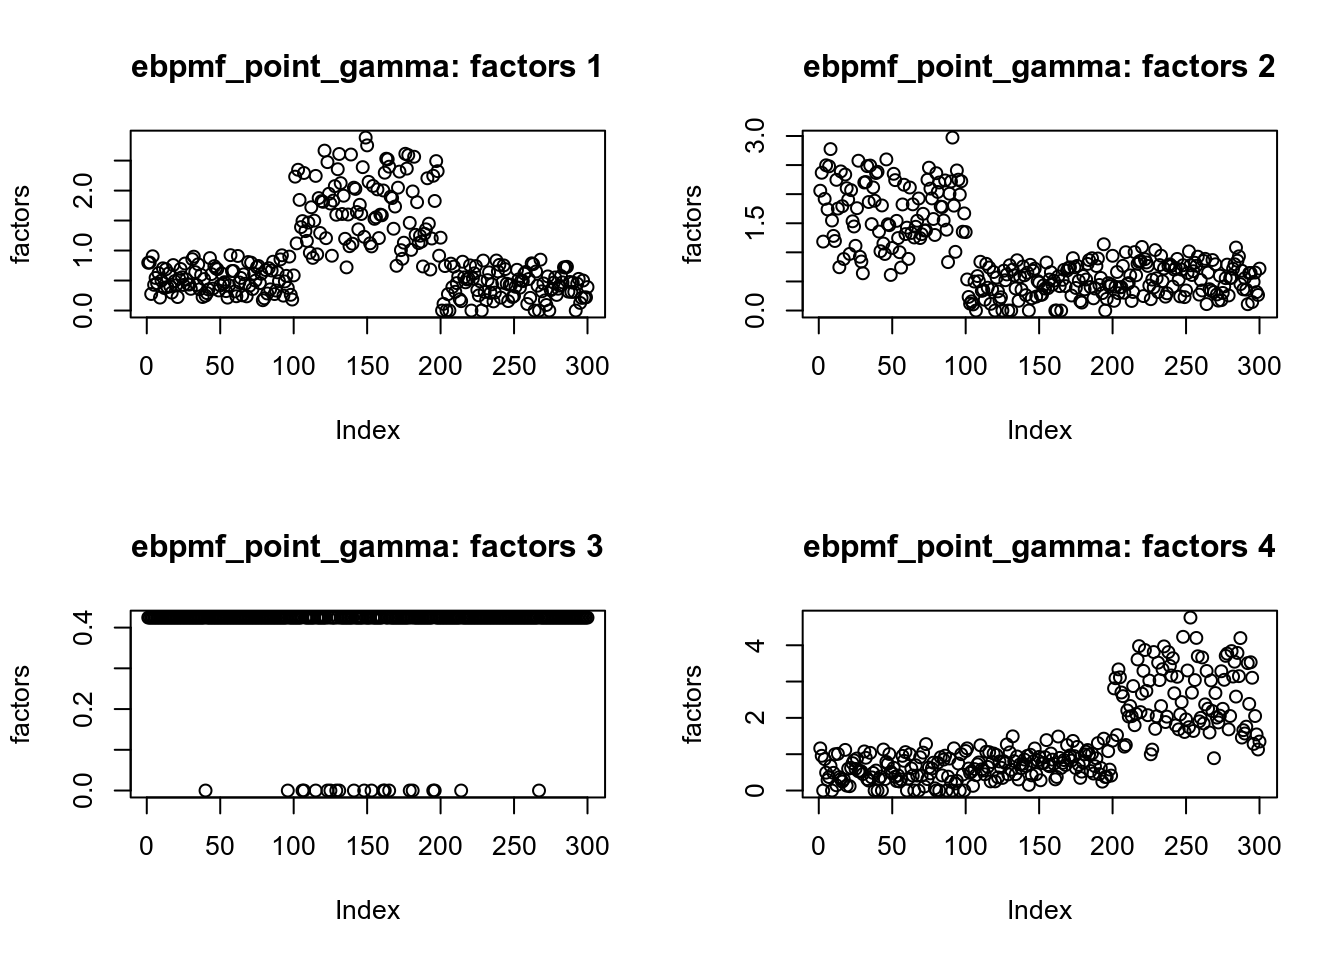 ebpmf_point_gamma: factors 1
factors
0.0 1.0 2.0
0 50 100 150 200 250 300
Index
ebpmf_point_gamma: factors 2
factors
0.0 1.5 3.0
0 50 100 150 200 250 300
Index
ebpmf_point_gamma: factors 3
factors
0.0 0.2 0.4
0 50 100 150 200 250 300
Index
ebpmf_point_gamma: factors 4
factors
0 2 4
0 50 100 150 200 250 300
Index